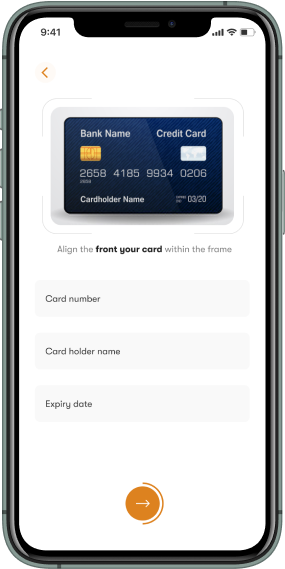 9:41
Bank Name Credit Card
2658 4185 9934 0206
Cardholder Name 03/20
Align the front your card within the frame
Card number
Card holder name
Expiry date